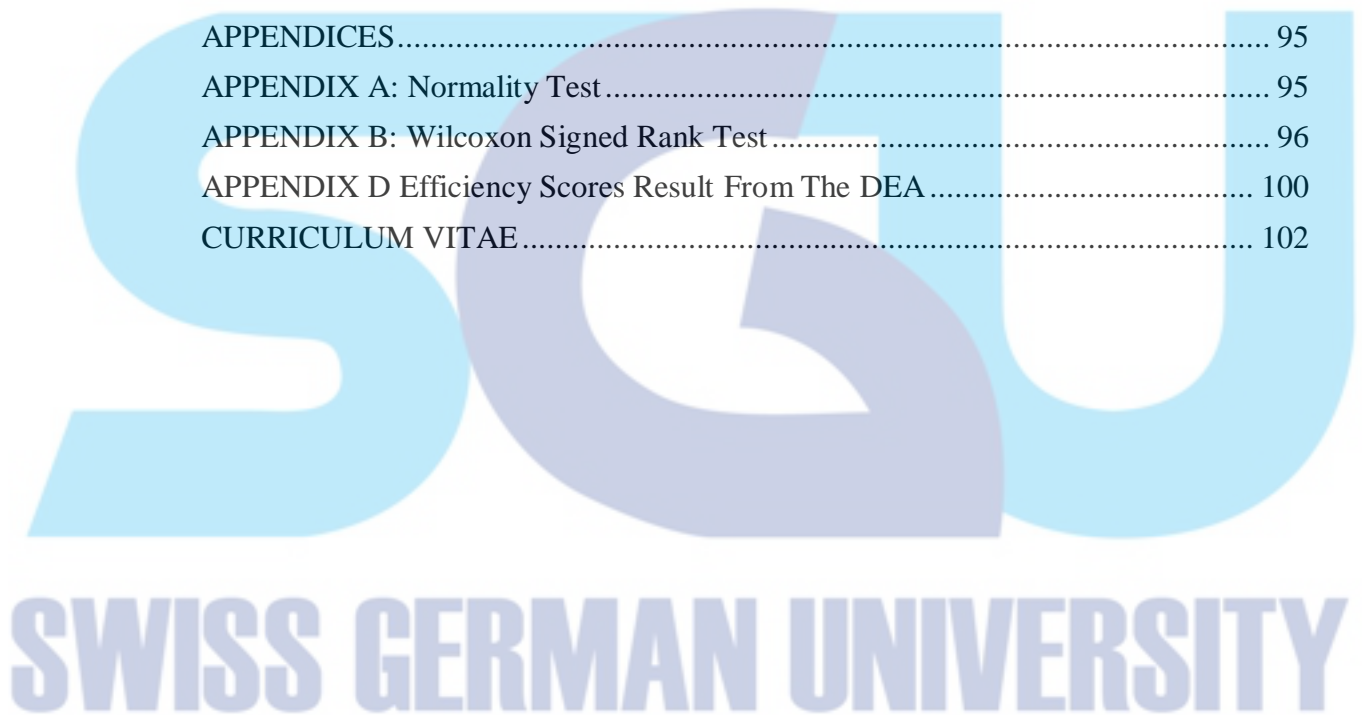 APPENDICES.......... 95
APPENDIX A: Normality Test.......... 95
APPENDIX B: Wilcoxon Signed Rank Test.......... 96
APPENDIX D Efficiency Scores Result From The DEA.......... 100
CURRICULUM VITAE.......... 102
SGU
SWISS GERMAN UNIVERSITY